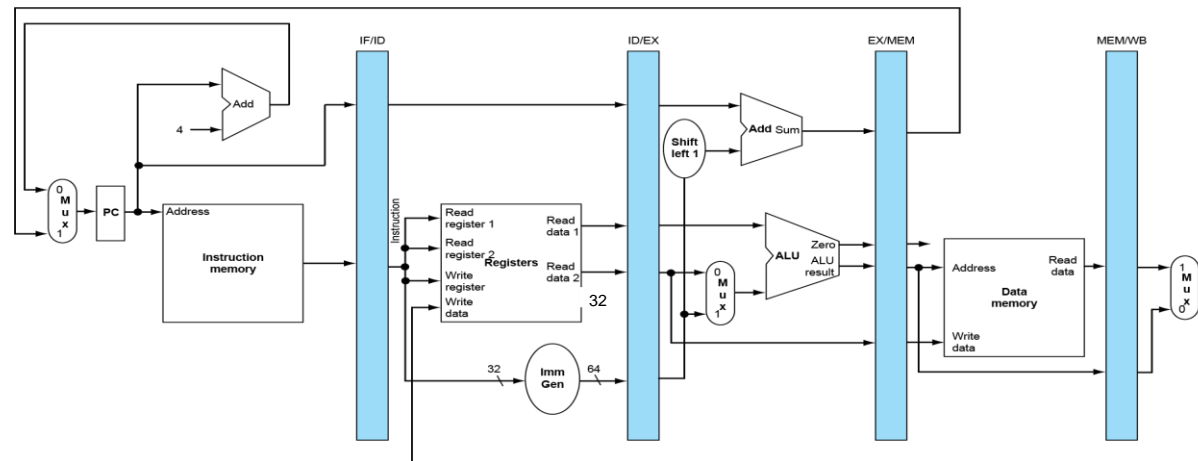 IF/ID
ID/EX
EX/MEM
MEM/WB
Add
4
Add Sum
Shift
left 1
0
M
u
x
1
PC
Address
Instruction
memory
Instruction
Read
register 1
Read
register 2
Write
register
Write
data
Registers
Read
data 1
Read
data 2
32
0
M
u
x
1
Zero
ALU
ALU
result
Address
Read
data
Data
memory
Write
data
1
M
u
x
0
32
Imm
Gen
64